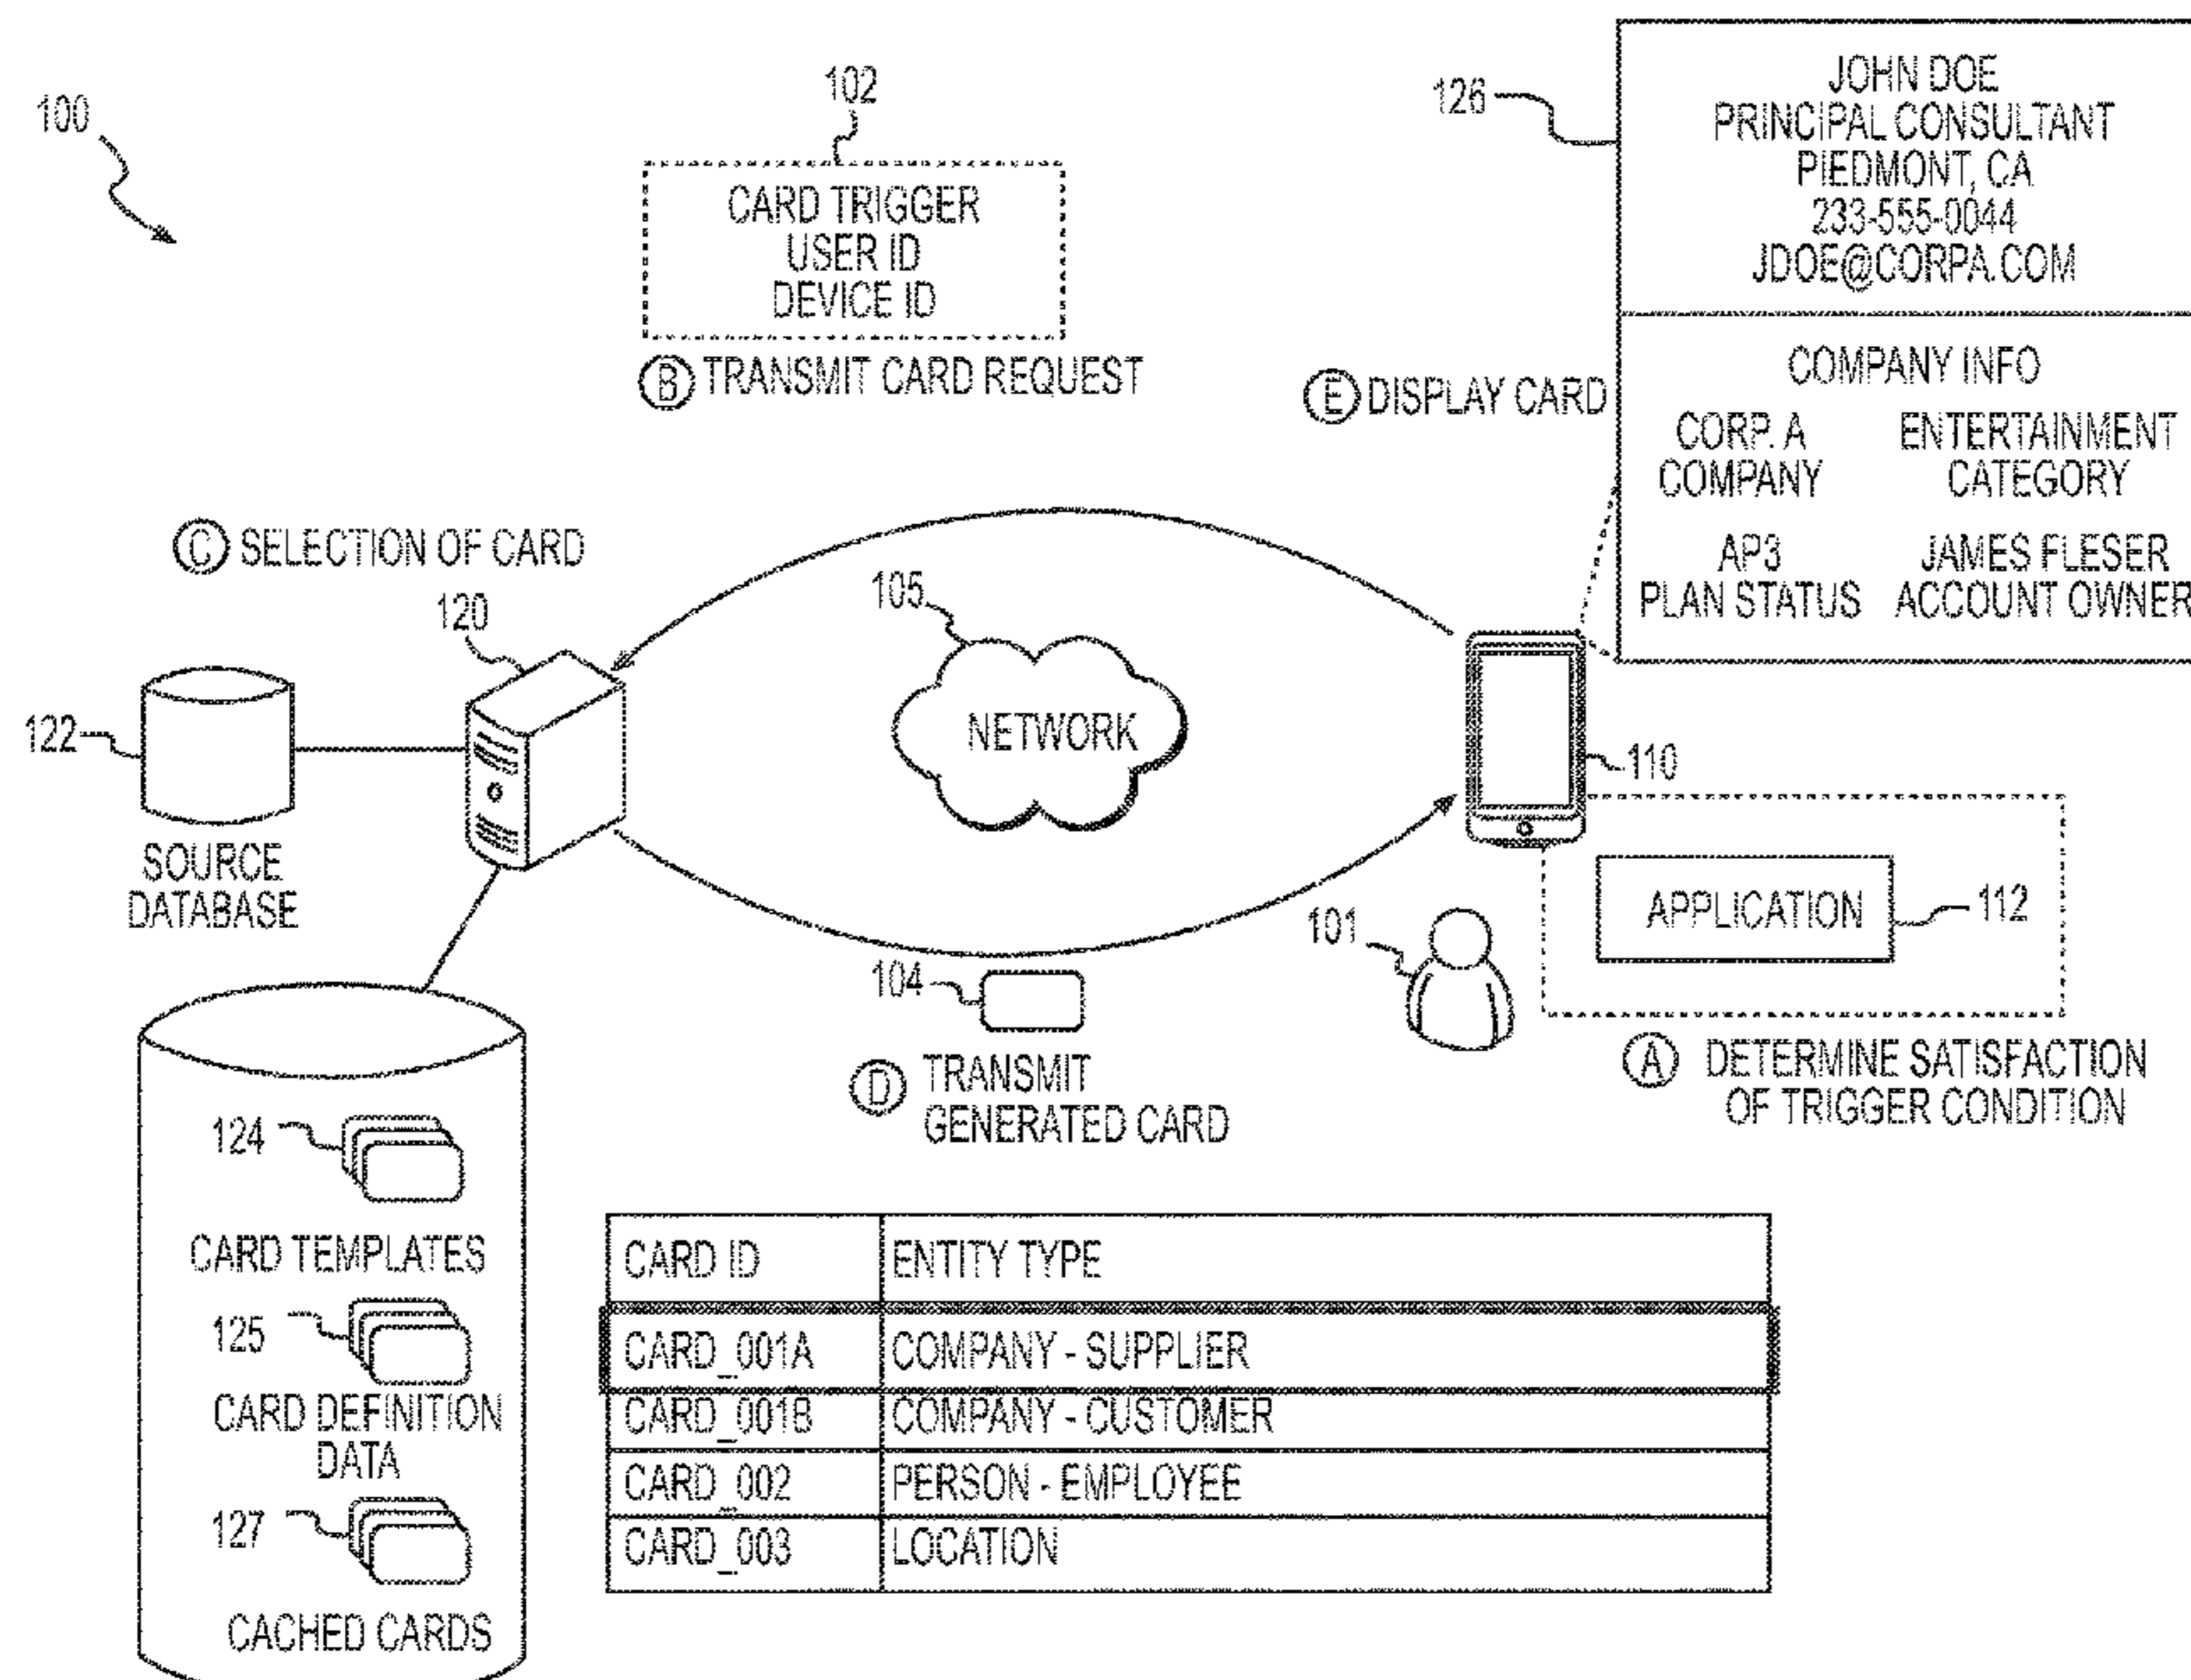 100
102
CARD TRIGGER
USER ID
DEVICE ID
Ⓑ TRANSMIT CARD REQUEST
126
JOHN DOE
PRINCIPAL CONSULTANT
PIEDMONT, CA
233-555-0044
JDOE@CORPA.COM
COMPANY INFO
CORP. A ENTERTAINMENT
COMPANY CATEGORY
AP3 JAMES FLESER
PLAN STATUS ACCOUNT OWNER
Ⓔ DISPLAY CARD
Ⓒ SELECTION OF CARD
120
105
NETWORK
122
SOURCE
DATABASE
110
APPLICATION
112
101
104
Ⓓ TRANSMIT
GENERATED CARD
Ⓐ DETERMINE SATISFACTION
OF TRIGGER CONDITION
124
CARD TEMPLATES
125
CARD DEFINITION
DATA
127
CACHED CARDS
CARD ID ENTITY TYPE
CARD_001A COMPANY - SUPPLIER
CARD_001B COMPANY - CUSTOMER
CARD_002 PERSON - EMPLOYEE
CARD_003 LOCATION